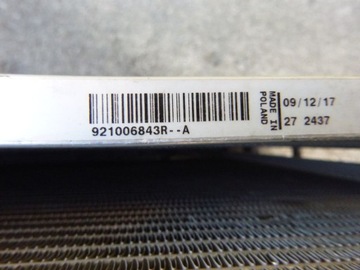 921006843R--A
MADE IN
POLAND
09/12/17
27 2437